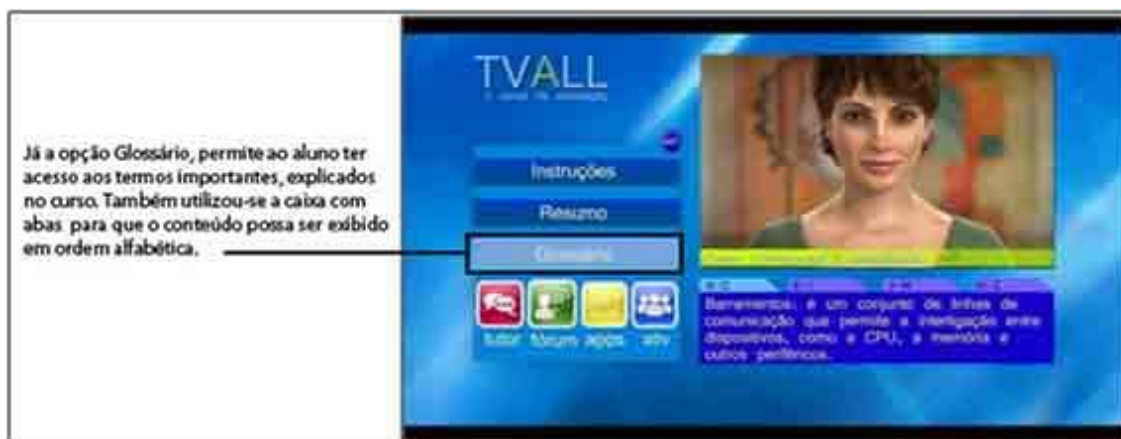 Já a opção Glossário, permite ao aluno ter
acesso aos termos importantes, explicados
no curso. Também utilizou-se a caixa com
abas para que o conteúdo possa ser exibido
em ordem alfabética.
TVALL
Instruções
Resumo
Glossário
tutor fórum apps ativ
Barramentos: é um conjunto de linhas de
comunicação que permite a interligação entre
dispositivos, como a CPU, a memória e
outros periféricos.